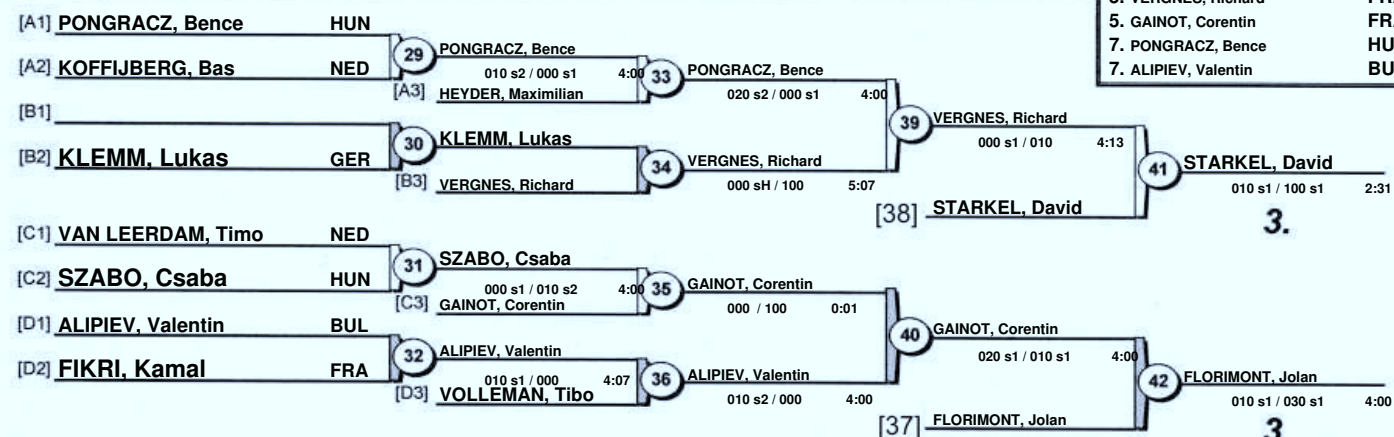 5. GAINOT, Corentin
7. PONGRACZ, Bence HU
7. ALIPIEV, Valentin BU
[A1] PONGRACZ, Bence HUN
[A2] KOFFIJBERG, Bas NED
29 PONGRACZ, Bence
010 s2 / 000 s1 4:00
[A3] HEYDER, Maximilian
33 PONGRACZ, Bence
020 s2 / 000 s1 4:00
[B1]
[B2] KLEMM, Lukas GER
30 KLEMM, Lukas
[B3] VERGNES, Richard
34 VERGNES, Richard
000 sH / 100 5:07
39 VERGNES, Richard
000 s1 / 010 4:13
[38] STARKEL, David
41 STARKEL, David
010 s1 / 100 s1 2:31
3.
[C1] VAN LEERDAM, Timo NED
[C2] SZABO, Csaba HUN
31 SZABO, Csaba
000 s1 / 010 s2 4:00
[C3] GAINOT, Corentin
35 GAINOT, Corentin
000 / 100 0:01
[D1] ALIPIEV, Valentin BUL
[D2] FIKRI, Kamal FRA
32 ALIPIEV, Valentin
010 s1 / 000 4:07
[D3] VOLLEMAN, Tibo
36 ALIPIEV, Valentin
010 s2 / 000 4:00
40 GAINOT, Corentin
020 s1 / 010 s1 4:00
[37] FLORIMONT, Jolan
42 FLORIMONT, Jolan
010 s1 / 030 s1 4:00
3